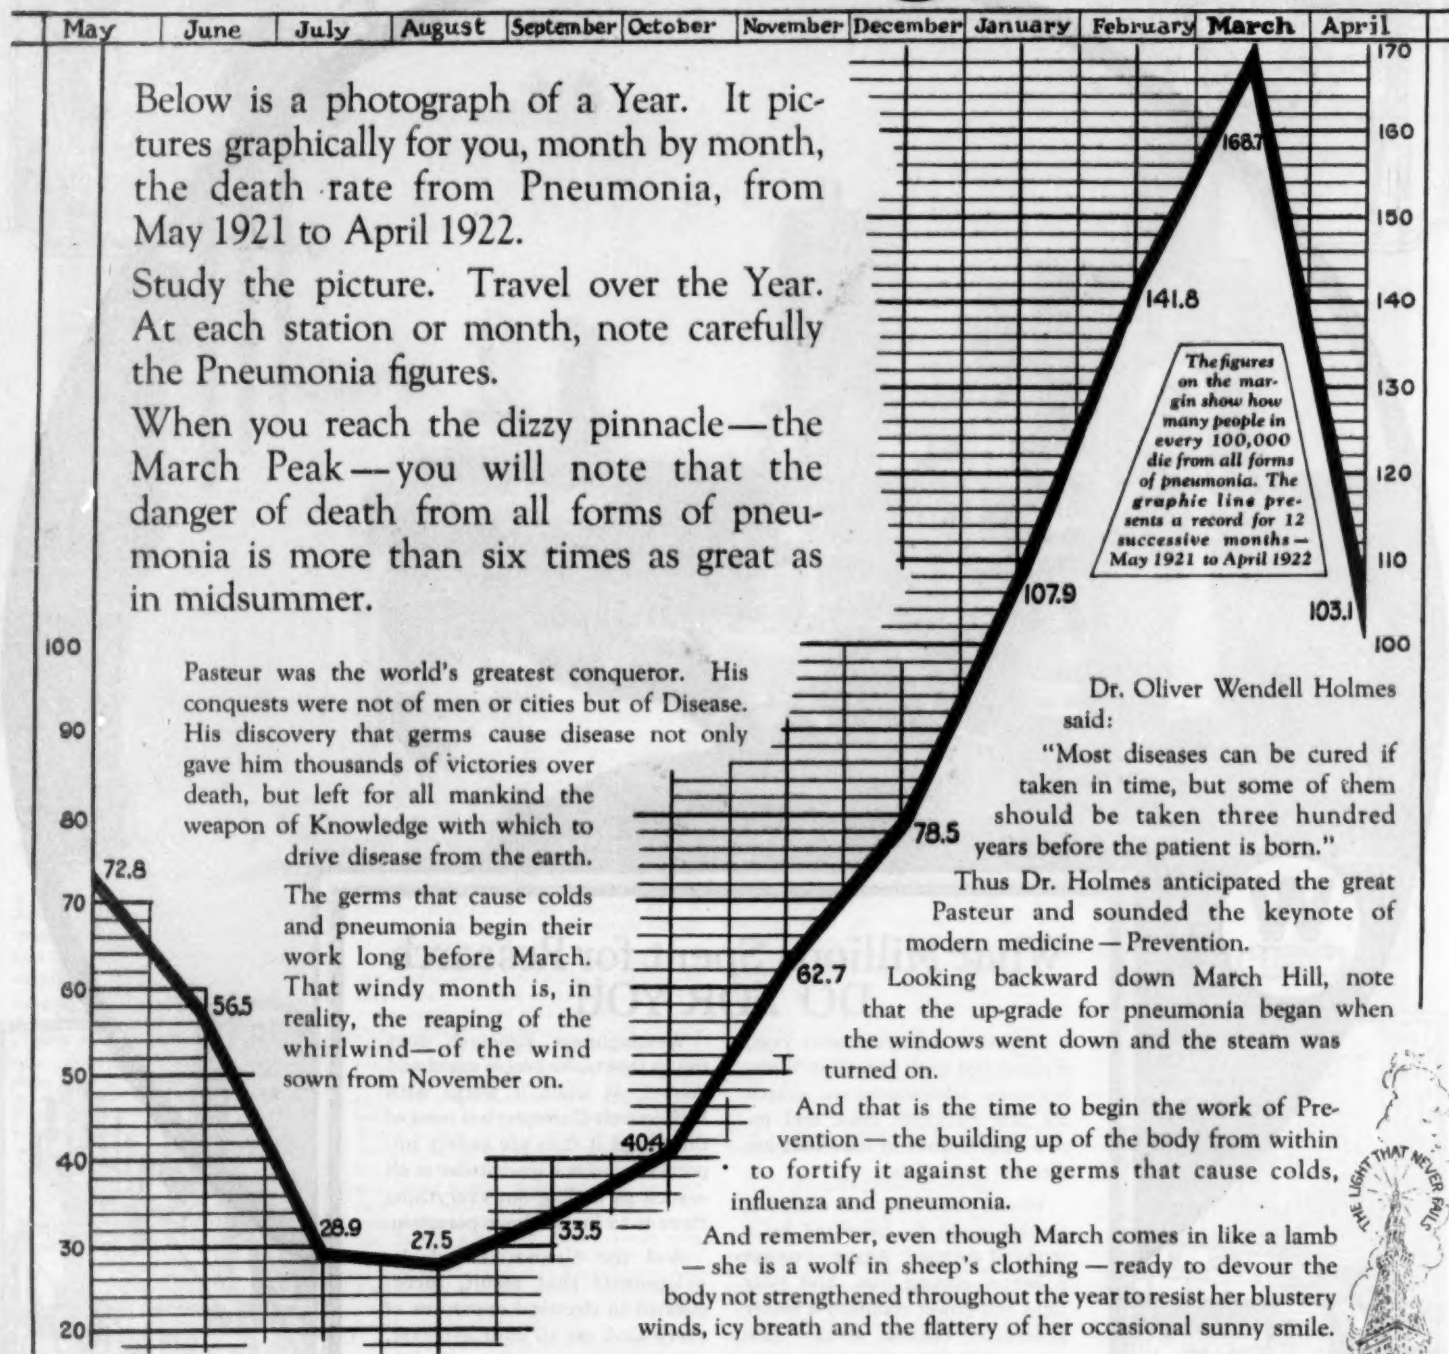 May June July August September October November December January February March April
Below is a photograph of a Year. It pic-
tures graphically for you, month by month,
the death rate from Pneumonia, from
May 1921 to April 1922.
Study the picture. Travel over the Year.
At each station or month, note carefully
the Pneumonia figures.
When you reach the dizzy pinnacle—the
March Peak—you will note that the
danger of death from all forms of pneu-
monia is more than six times as great as
in midsummer.
Pasteur was the world's greatest conqueror. His
conquests were not of men or cities but of Disease.
His discovery that germs cause disease not only
gave him thousands of victories over
death, but left for all mankind the
weapon of Knowledge with which to
drive disease from the earth.
The germs that cause colds
and pneumonia begin their
work long before March.
That windy month is, in
reality, the reaping of the
whirlwind—of the wind
sown from November on.
100
90
80
70
60
50
40
30
20
72.8
56.5
28.9
27.5
33.5
40.4
62.7
78.5
107.9
141.8
168.7
103.1
170
160
150
140
130
120
110
100
The figures
on the mar-
gin show how
many people in
every 100,000
die from all forms
of pneumonia. The
graphic line pre-
sents a record for 12
successive months—
May 1921 to April 1922
Dr. Oliver Wendell Holmes
said:
"Most diseases can be cured if
taken in time, but some of them
should be taken three hundred
years before the patient is born."
Thus Dr. Holmes anticipated the great
Pasteur and sounded the keynote of
modern medicine — Prevention.
Looking backward down March Hill, note
that the up-grade for pneumonia began when
the windows went down and the steam was
turned on.
And that is the time to begin the work of Pre-
vention — the building up of the body from within
to fortify it against the germs that cause colds,
influenza and pneumonia.
And remember, even though March comes in like a lamb
— she is a wolf in sheep's clothing — ready to devour the
body not strengthened throughout the year to resist her blustery
winds, icy breath and the flattery of her occasional sunny smile.
THE LIGHT THAT NEVER FAILS